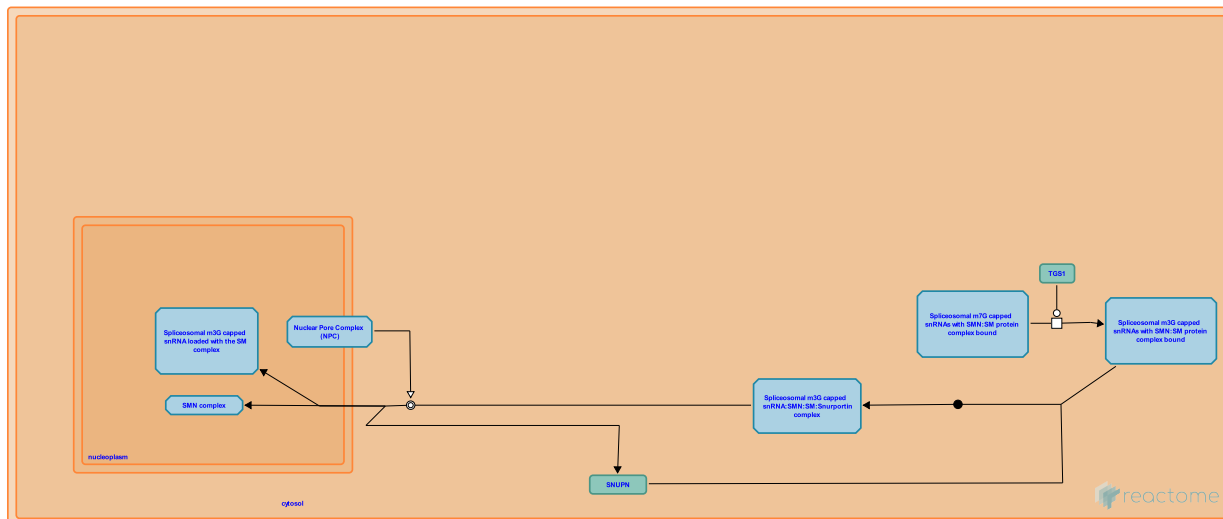 TGS1
Spliceosomal m7G capped
snRNAs with SMN:SM protein
complex bound
Spliceosomal m3G capped
snRNAs with SMN:SM protein
complex bound
Nuclear Pore Complex
(NPC)
Spliceosomal m3G capped
snRNA loaded with the SM
complex
SMN complex
Spliceosomal m3G capped
snRNA:SMN:SM:Snurportin
complex
nucleoplasm
SNUPN
cytosol
reactome